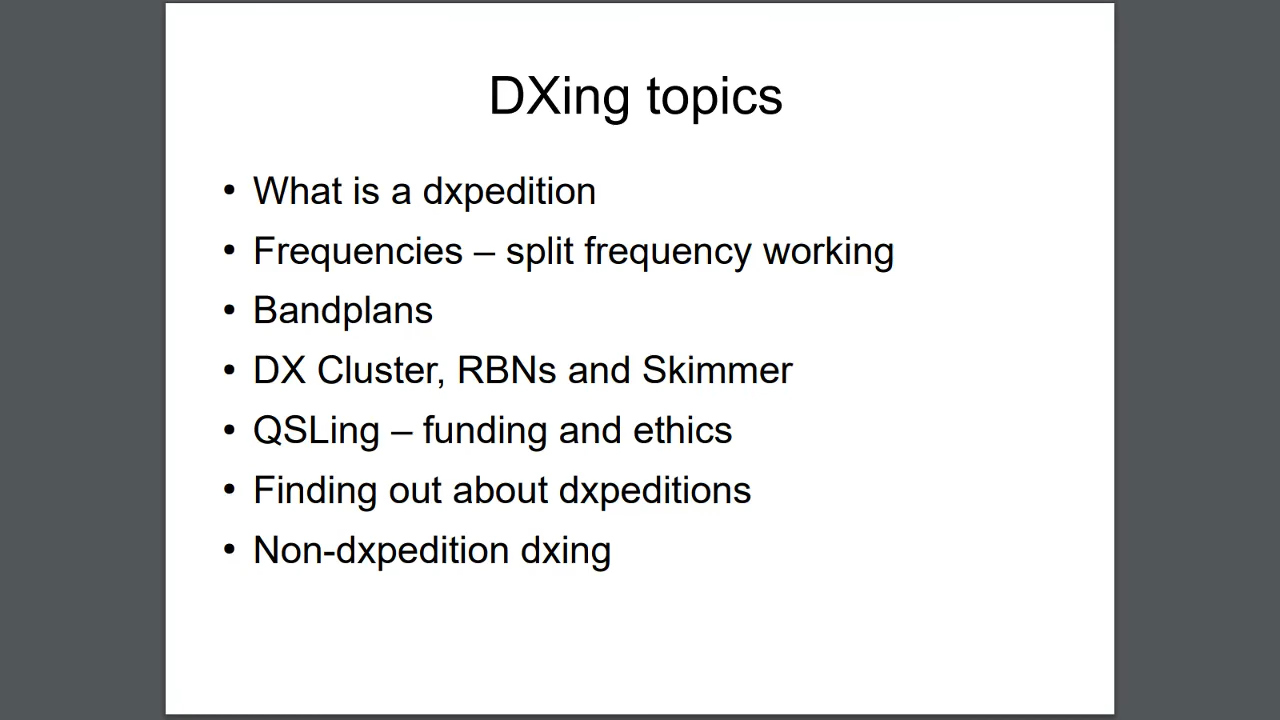 DXing topics
• What is a dxpedition
• Frequencies – split frequency working
• Bandplans
• DX Cluster, RBNs and Skimmer
• QSLing – funding and ethics
• Finding out about dxpeditions
• Non-dxpedition dxing